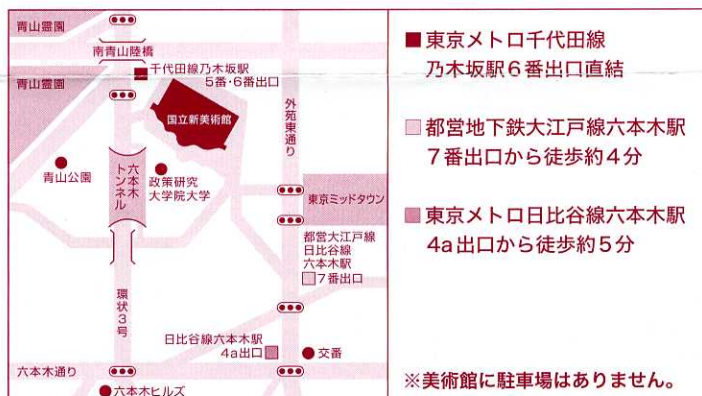 青山霊園
南青山陸橋
千代田線乃木坂駅
5番・6番出口
青山霊園
国立新美術館
外苑東通り
青山公園
六本木
トンネル
政策研究
大学院大学
東京ミッドタウン
都営大江戸線
日比谷線
六本木駅
7番出口
環状3号
日比谷線六本木駅
4a出口
交番
六本木通り
六本木ヒルズ
東京メトロ千代田線
乃木坂駅6番出口直結
都営地下鉄大江戸線六本木駅
7番出口から徒歩約4分
東京メトロ日比谷線六本木駅
4a出口から徒歩約5分
※美術館に駐車場はありません。